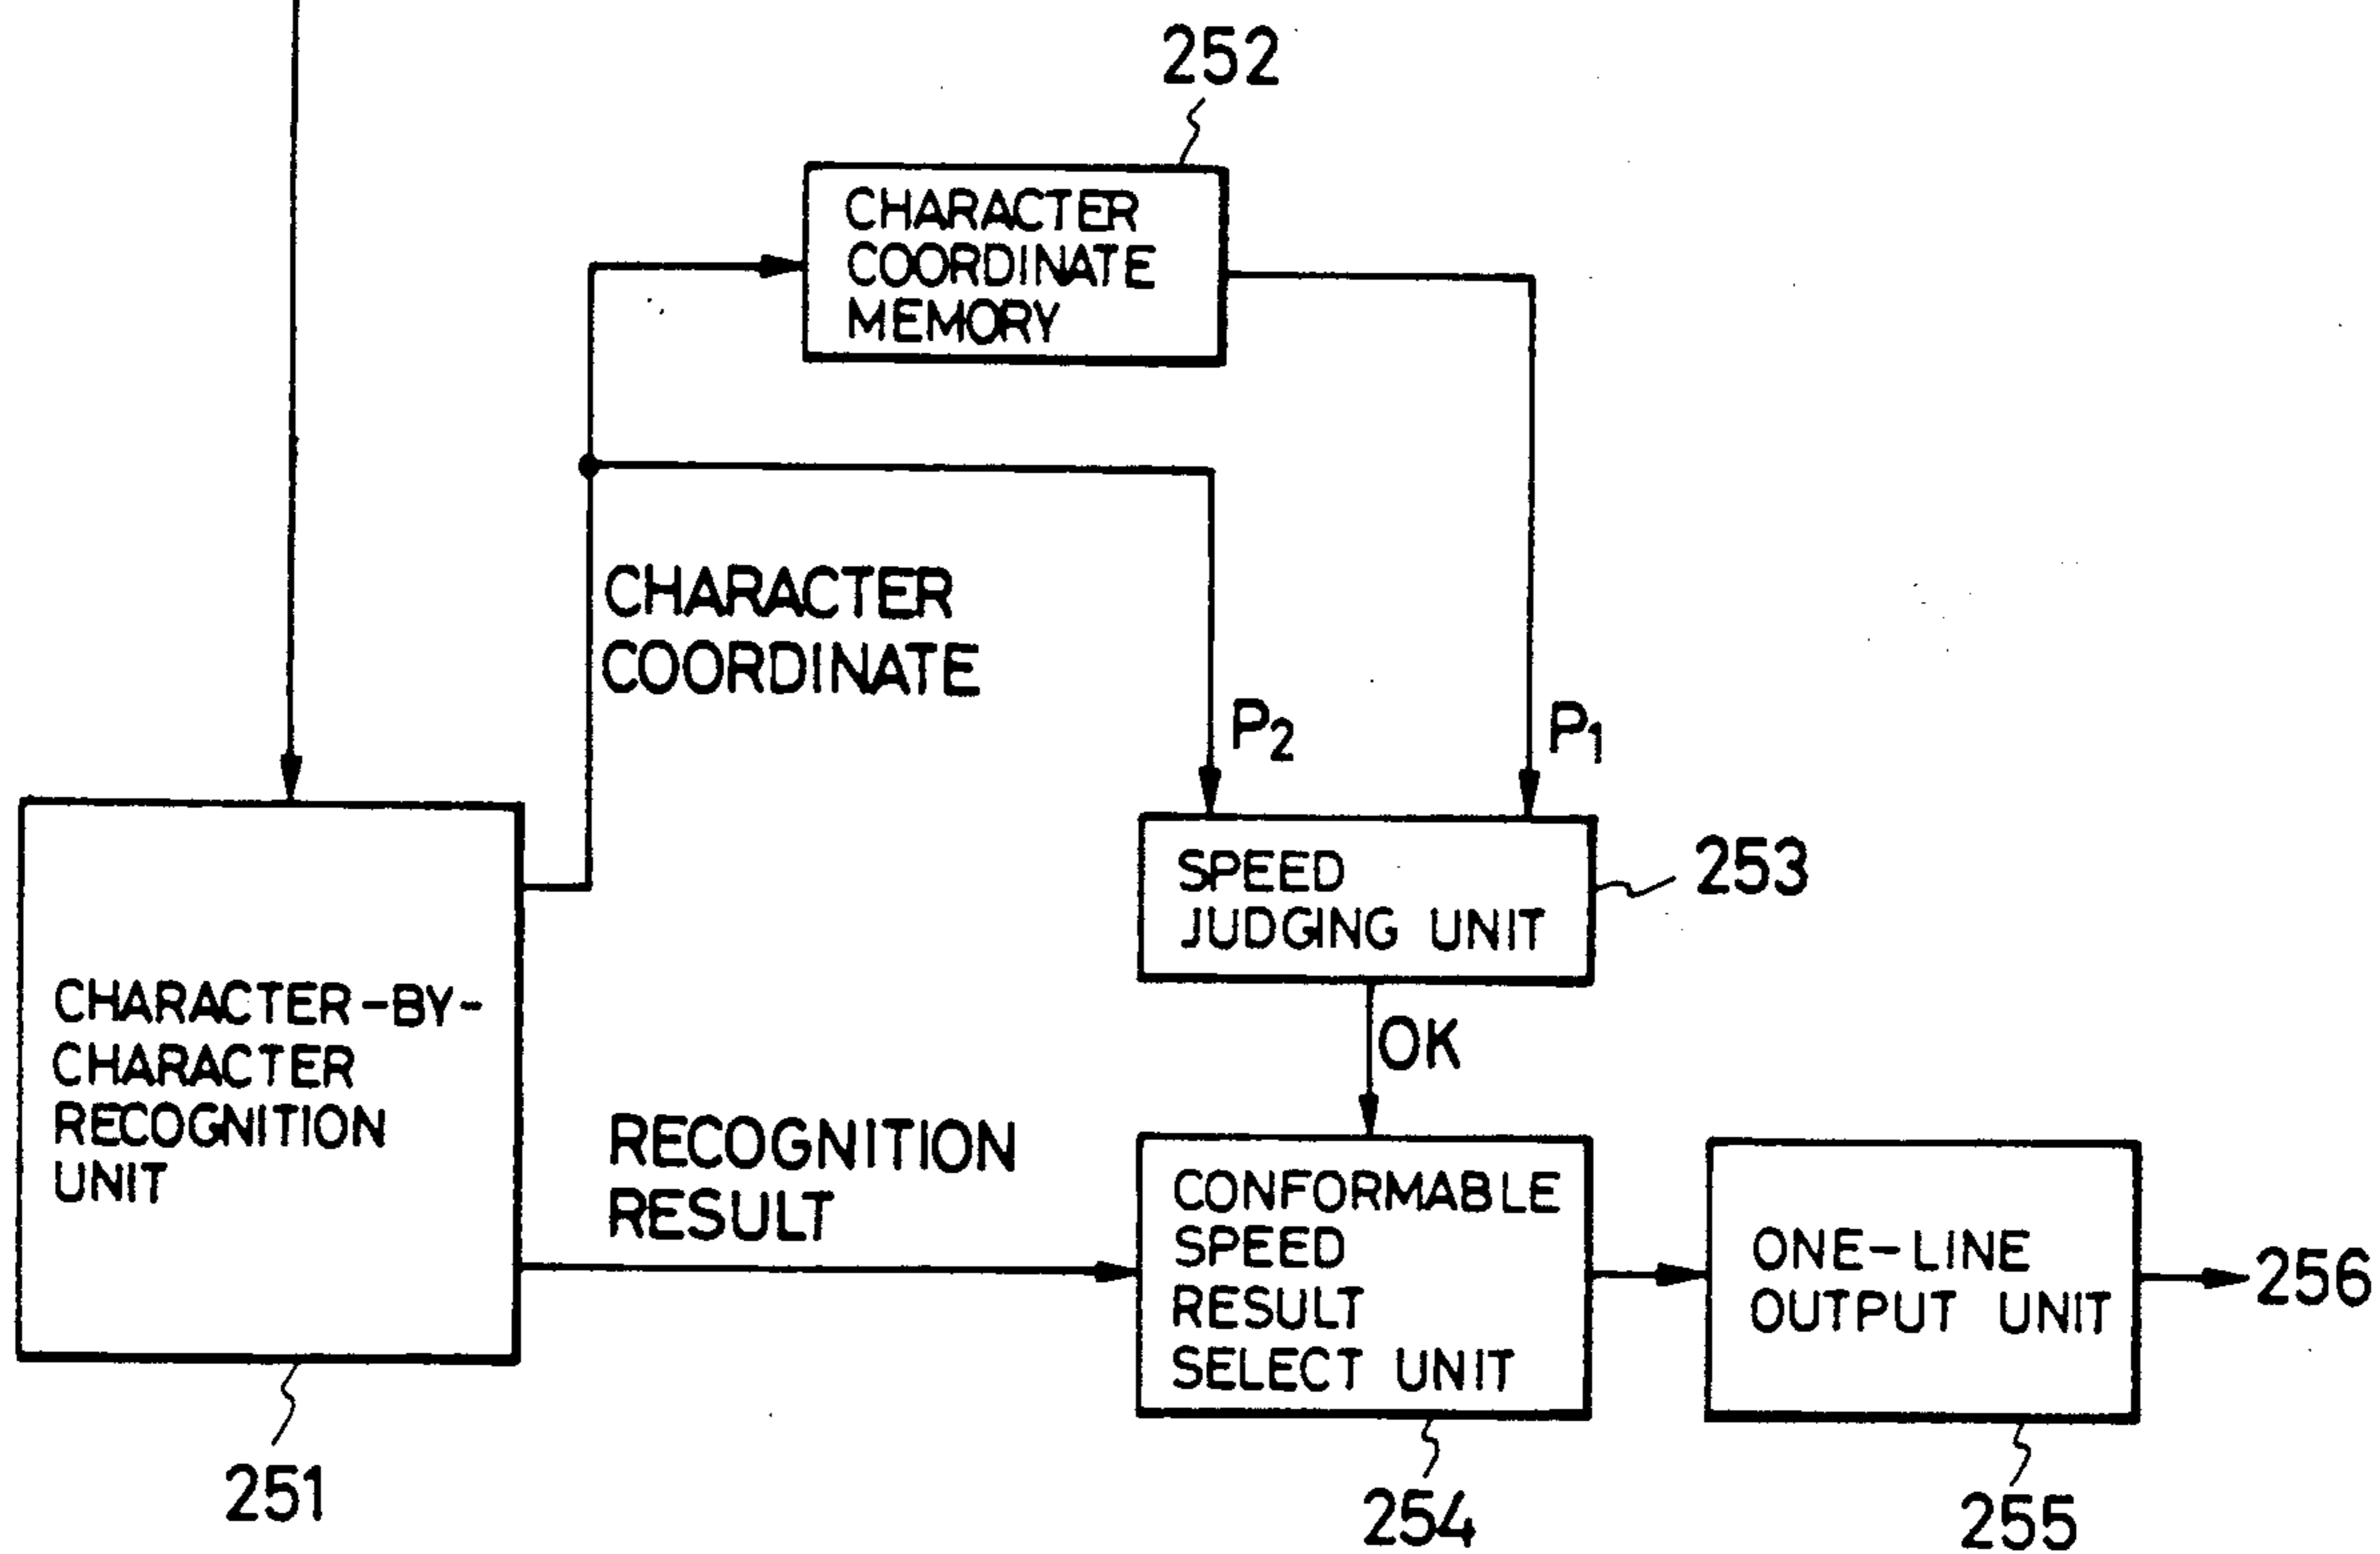 252
CHARACTER
COORDINATE
MEMORY
CHARACTER
COORDINATE
P2
P1
SPEED
JUDGING UNIT
253
OK
CHARACTER-BY-
CHARACTER
RECOGNITION
UNIT
RECOGNITION
RESULT
CONFORMABLE
SPEED
RESULT
SELECT UNIT
ONE-LINE
OUTPUT UNIT
256
251
254
255